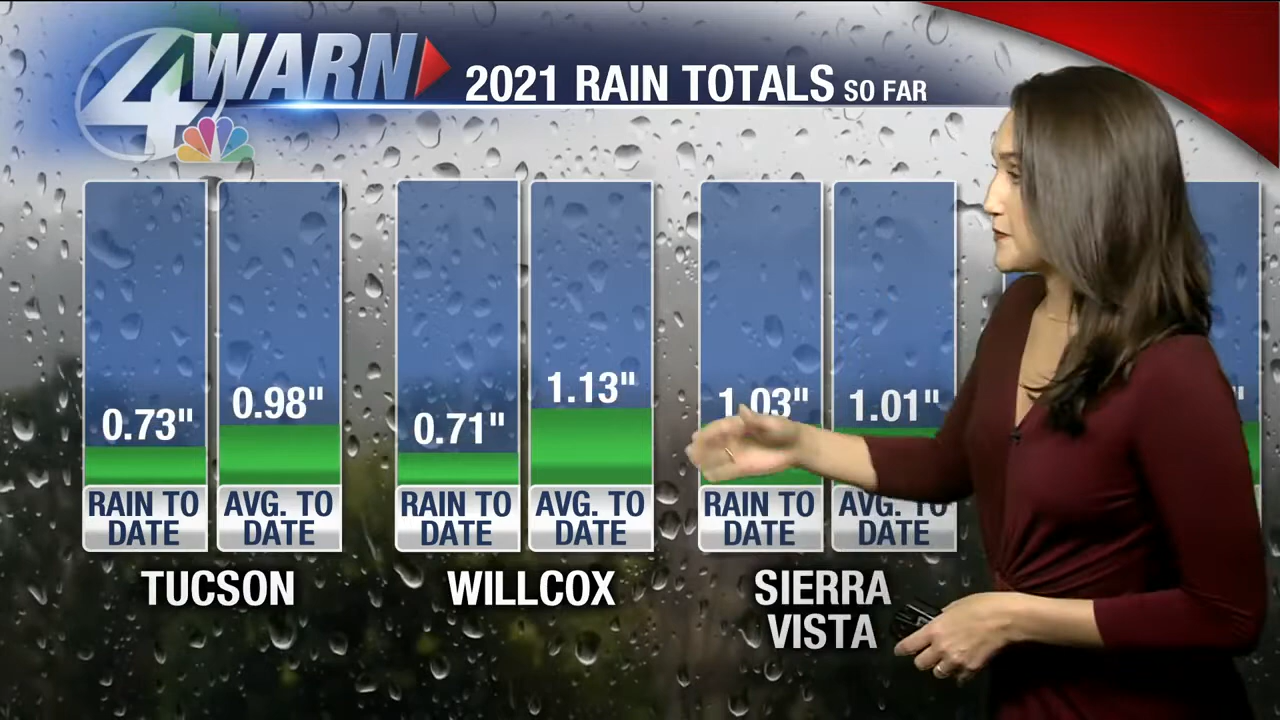 4WARN
2021 RAIN TOTALS SO FAR
0.73"
0.98"
0.71"
1.13"
1.03"
1.01"
RAIN TO DATE
AVG. TO DATE
RAIN TO DATE
AVG. TO DATE
RAIN TO DATE
AVG. TO DATE
TUCSON
WILLCOX
SIERRA
VISTA